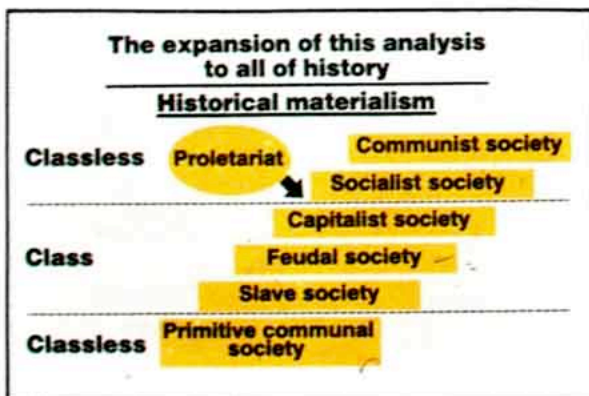 The expansion of this analysis
to all of history
Historical materialism
Communist society
Classless
Proletariat
Socialist society
Capitalist society
Class
Feudal society
Slave society
Primitive communal
society
Classless